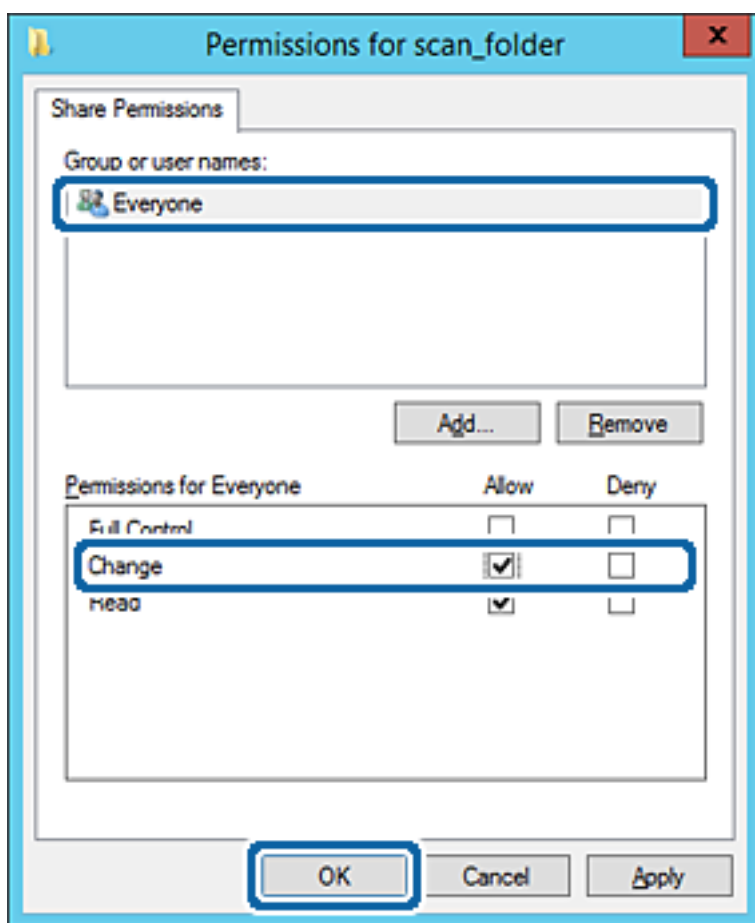 Permissions for scan_folder
x
Share Permissions
Group or user names:
Everyone
Add... Remove
Permissions for Everyone Allow Deny
Full Control
Change
Read
OK Cancel Apply